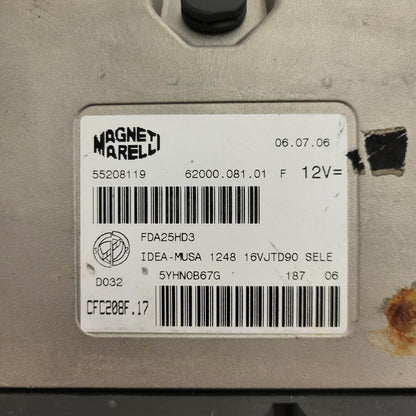 MAGNETI
MARELLI
06.07.06
55208119 62000.081.01 F 12V=
FDA25HD3
IDEA-MUSA 1248 16VJTD90 SELE
D032 5YHN0B67G 187 06
CFC208F.17